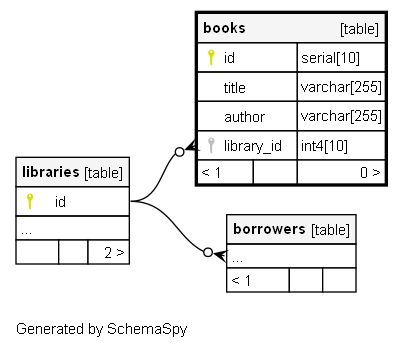 books [table]
id serial[10]
title varchar[255]
author varchar[255]
library_id int4[10]
< 1 0 >
libraries [table]
id
...
2 >
borrowers [table]
...
< 1
Generated by SchemaSpy